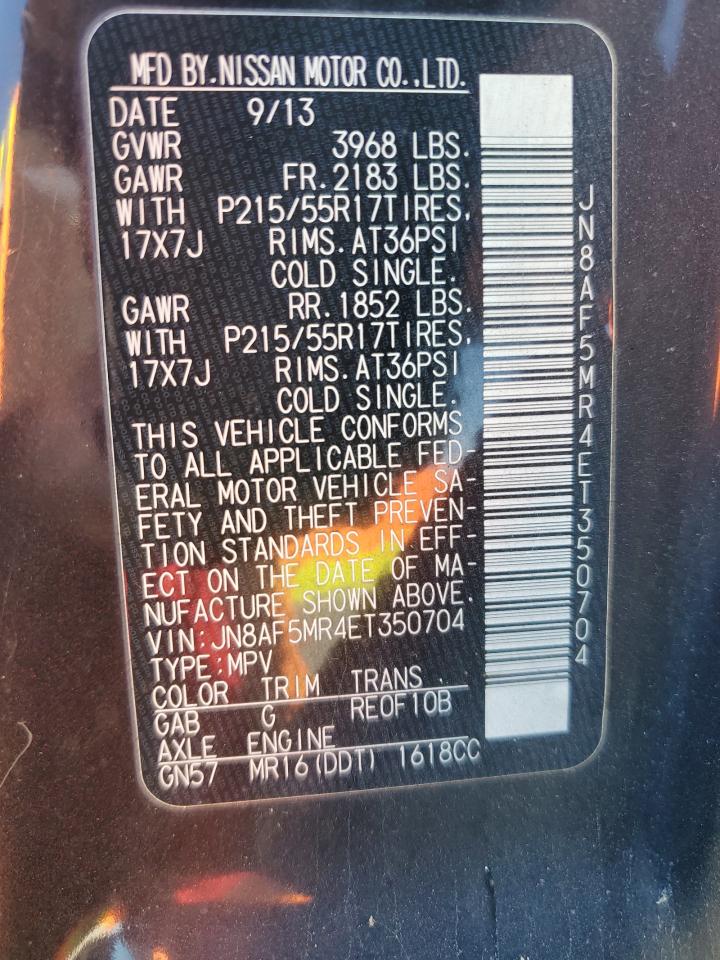 MFD BY.NISSAN MOTOR CO.,LTD.
DATE 9/13
GVWR 3968 LBS.
GAWR FR.2183 LBS.
WITH P215/55R17TIRES,
17X7J RIMS.AT36PSI
COLD SINGLE.
GAWR RR.1852 LBS.
WITH P215/55R17TIRES,
17X7J RIMS.AT36PSI
COLD SINGLE.
THIS VEHICLE CONFORMS
TO ALL APPLICABLE FED-
ERAL MOTOR VEHICLE SA-
FETY AND THEFT PREVEN-
TION STANDARDS IN EFF-
ECT ON THE DATE OF MA-
NUFACTURE SHOWN ABOVE.
VIN:JN8AF5MR4ET350704
TYPE:MPV
COLOR TRIM TRANS
GAB G RE0F10B
AXLE ENGINE
GN57 MR16(DDT) 1618CC
JN8AF5MR4ET350704